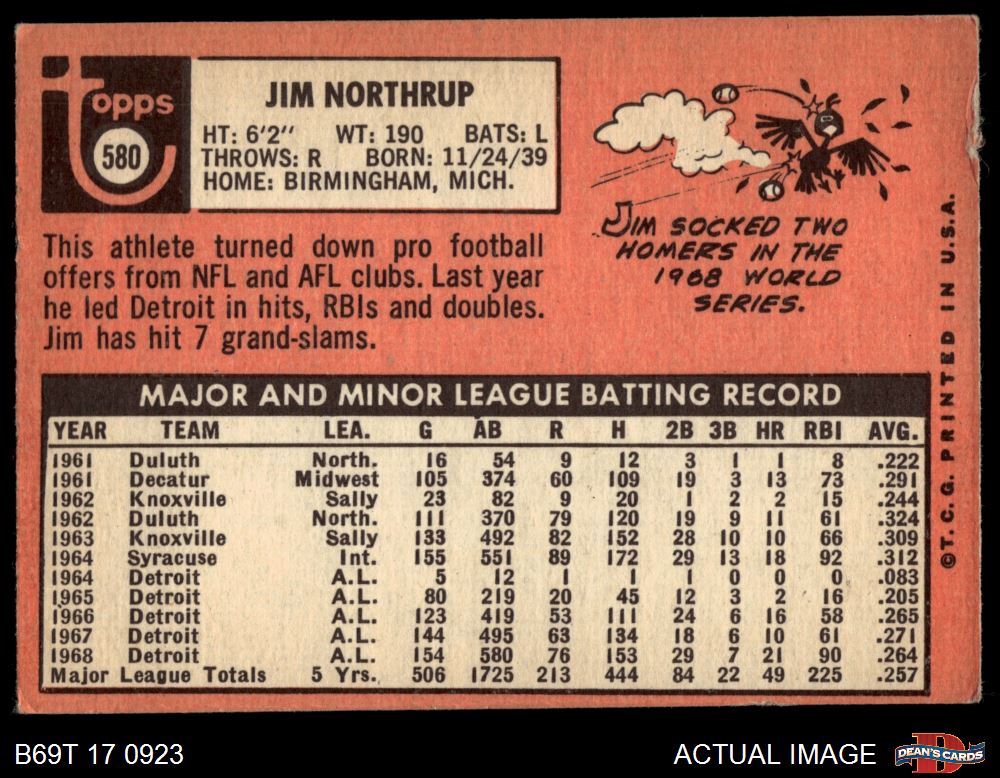 Topps
580
JIM NORTHRUP
HT: 6'2" WT: 190 BATS: L
THROWS: R BORN: 11/24/39
HOME: BIRMINGHAM, MICH.
This athlete turned down pro football
offers from NFL and AFL clubs. Last year
he led Detroit in hits, RBIs and doubles.
Jim has hit 7 grand-slams.
JIM SOCKED TWO
HOMERS IN THE
1968 WORLD
SERIES.
MAJOR AND MINOR LEAGUE BATTING RECORD
YEAR TEAM LEA. G AB R H 2B 3B HR RBI AVG.
1961 Duluth North. 16 54 9 12 3 1 1 8 .222
1961 Decatur Midwest 105 374 60 109 19 3 13 73 .291
1962 Knoxville Sally 23 82 9 20 1 2 2 15 .244
1962 Duluth North. 111 370 79 120 19 9 11 61 .324
1963 Knoxville Sally 133 492 82 152 28 10 10 66 .309
1964 Syracuse Int. 155 551 89 172 29 13 18 92 .312
1964 Detroit A.L. 5 12 1 1 1 0 0 0 .083
1965 Detroit A.L. 80 219 20 45 12 3 2 16 .205
1966 Detroit A.L. 123 419 53 111 24 6 16 58 .265
1967 Detroit A.L. 144 495 63 134 18 6 10 61 .271
1968 Detroit A.L. 154 580 76 153 29 7 21 90 .264
Major League Totals 5 Yrs. 506 1725 213 444 84 22 49 225 .257
©T. C. G. PRINTED IN U.S.A.
B69T 17 0923
ACTUAL IMAGE
DEAN'S CARDS